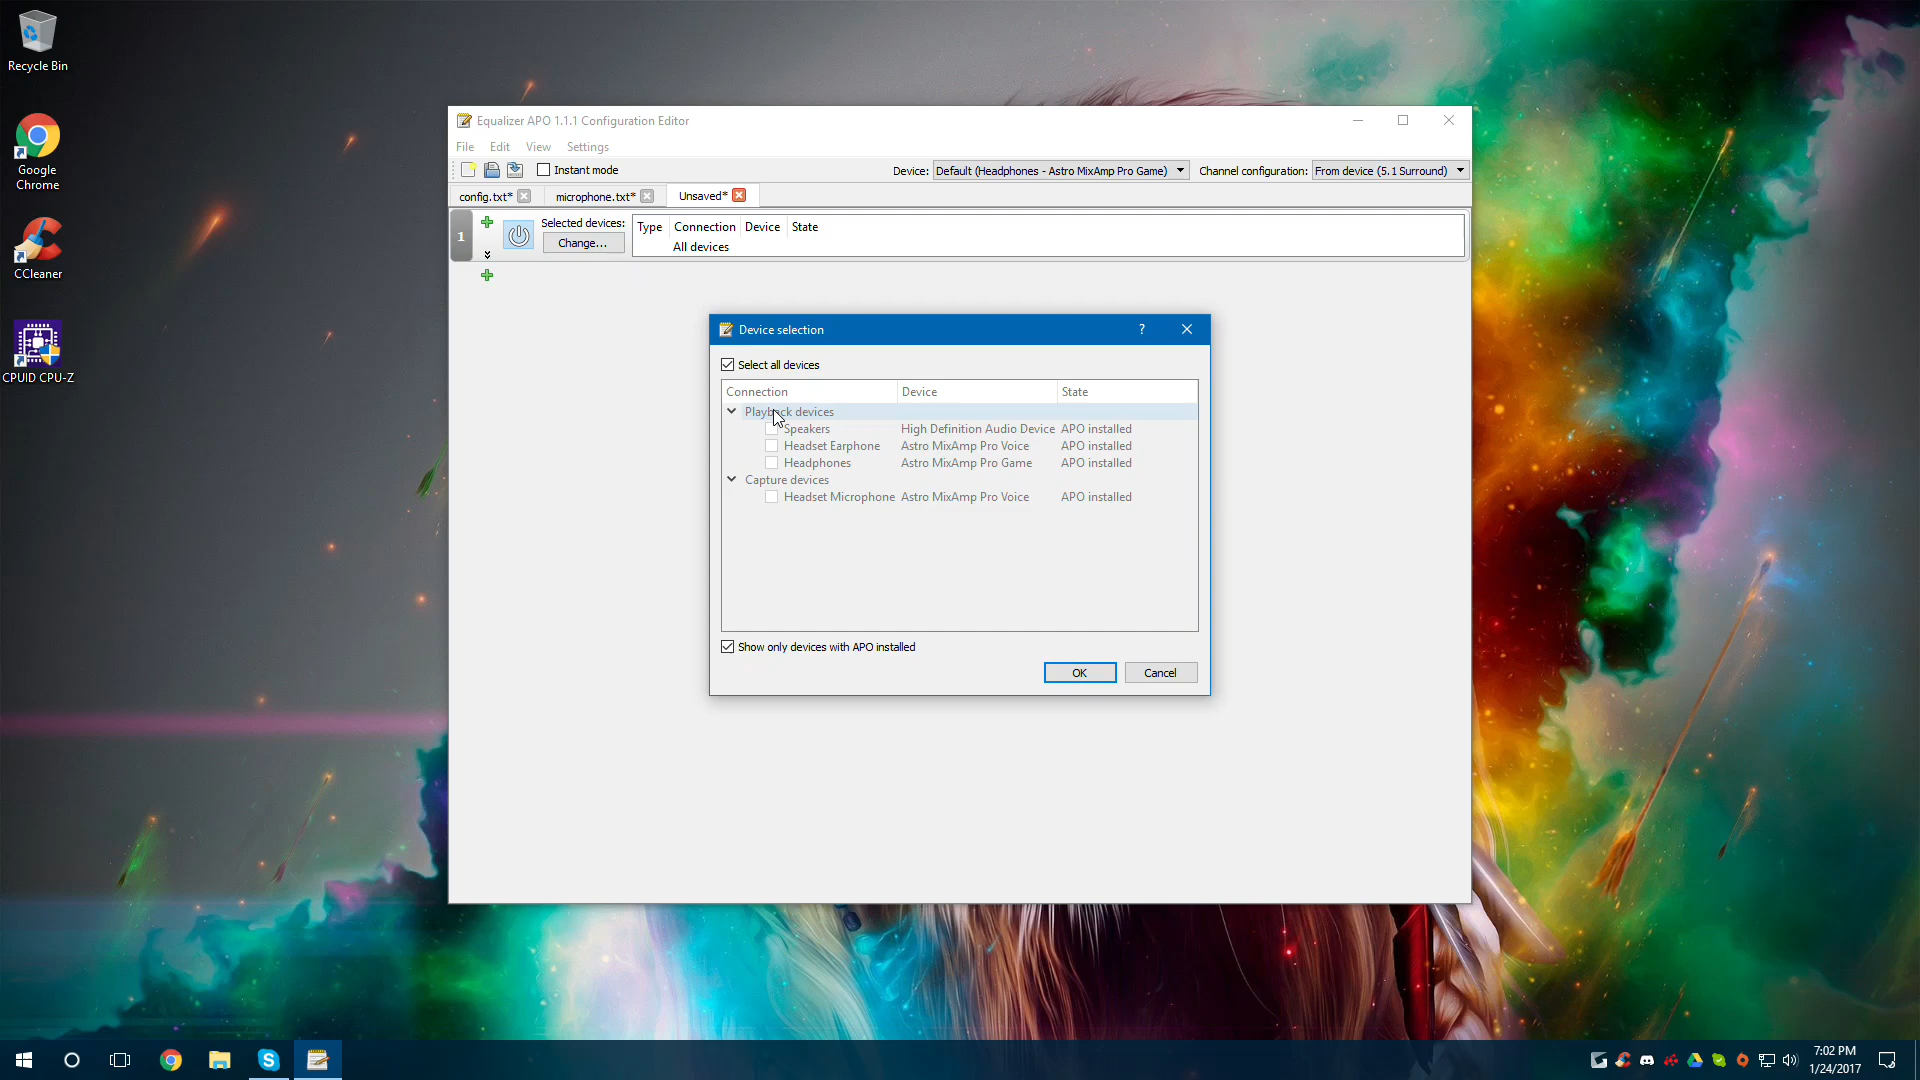 Recycle Bin
Google
Chrome
CCleaner
CPUID CPU-Z
Equalizer APO 1.1.1 Configuration Editor
File Edit View Settings
Instant mode Device: Default (Headphones - Astro MixAmp Pro Game) Channel configuration: From device (5.1 Surround)
config.txt* microphone.txt* Unsaved*
1
Selected devices:
Change...
Type Connection Device State
All devices
Device selection ?
Select all devices
Connection Device State
Playback devices
Speakers High Definition Audio Device APO installed
Headset Earphone Astro MixAmp Pro Voice APO installed
Headphones Astro MixAmp Pro Game APO installed
Capture devices
Headset Microphone Astro MixAmp Pro Voice APO installed
Show only devices with APO installed
OK Cancel
7:02 PM
1/24/2017